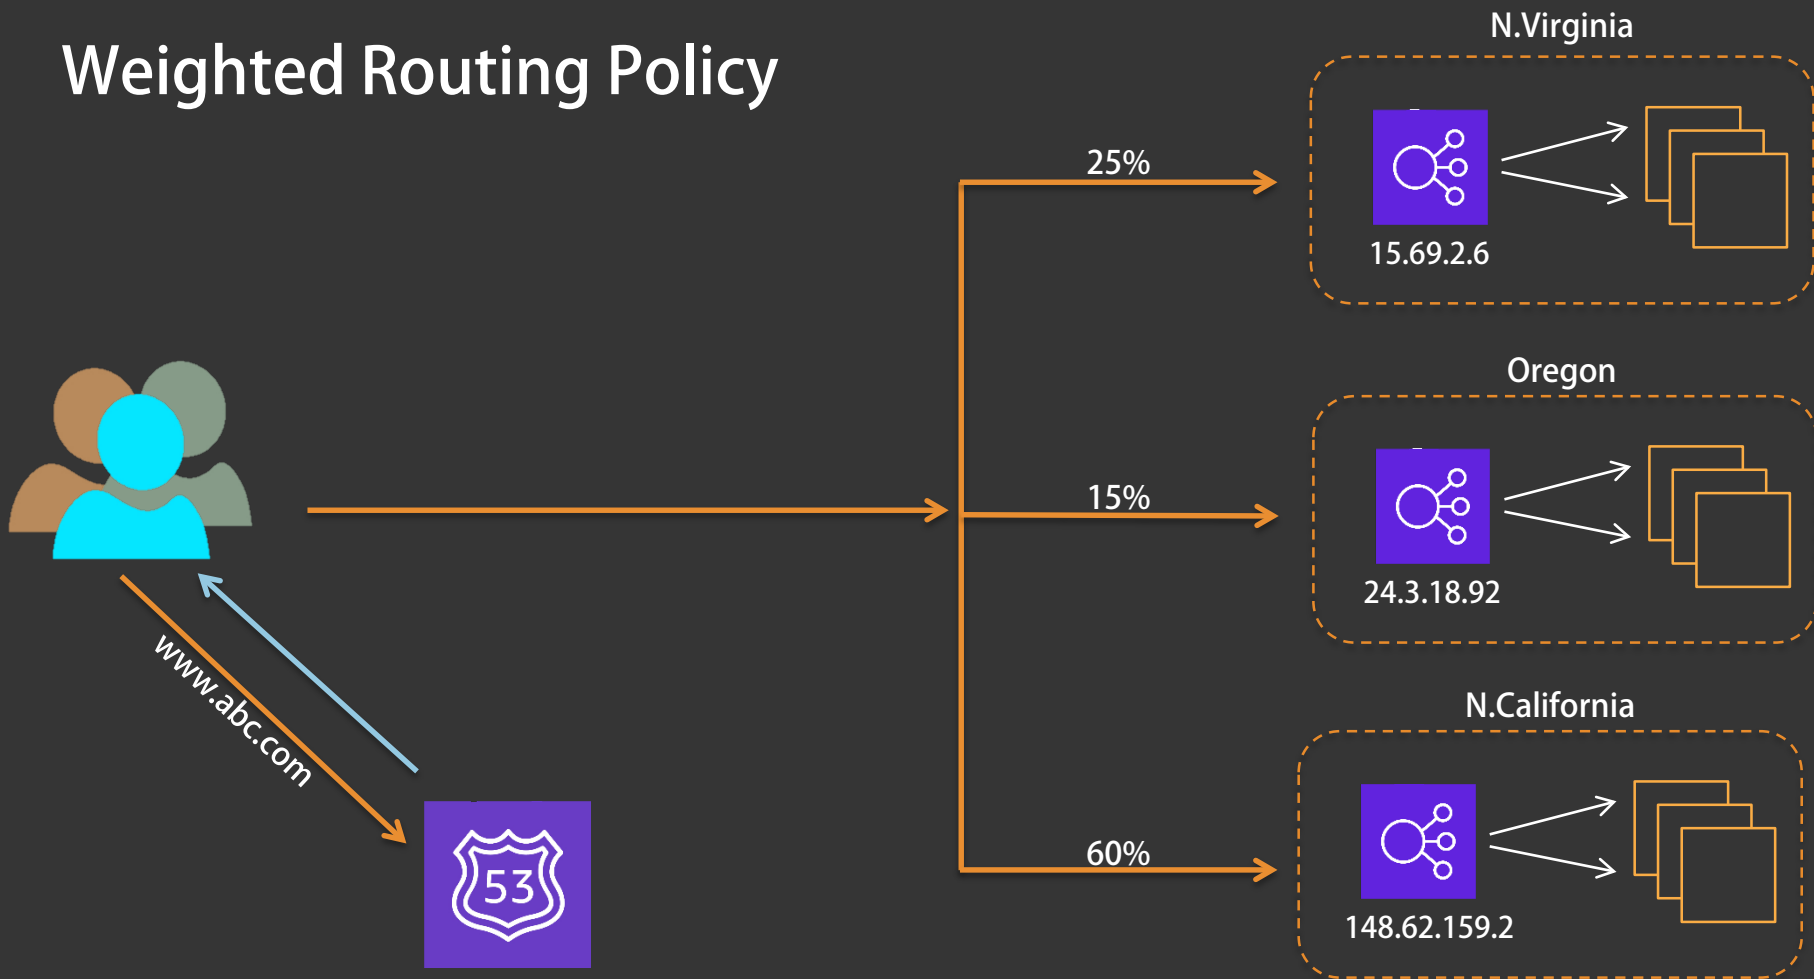 Weighted Routing Policy
N.Virginia
25%
15.69.2.6
Oregon
15%
24.3.18.92
www.abc.com
N.California
60%
148.62.159.2
53